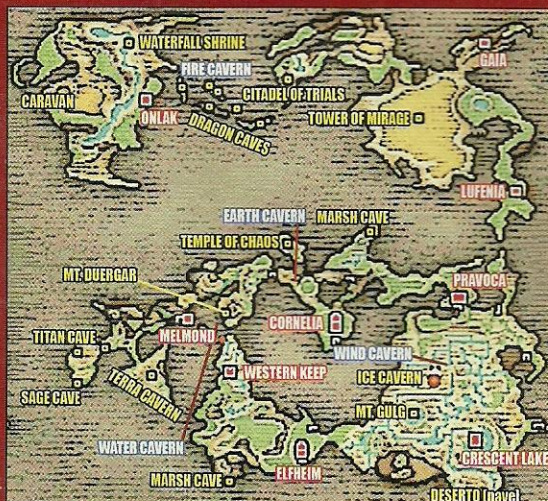 WATERFALL SHRINE
GAIA
FIRE CAVERN
CARAVAN
ONLAK
CITADEL OF TRIALS
DRAGON CAVES
TOWER OF MIRAGE
LUFENIA
EARTH CAVERN
MARSH CAVE
TEMPLE OF CHAOS
MT. DUERGAR
PRAVOCA
TITAN CAVE
MELMOND
CORNELIA
WIND CAVERN
WESTERN KEEP
ICE CAVERN
SAGE CAVE
TERRA CAVERN
MT. GULG
WATER CAVERN
CRESCENT LAKE
MARSH CAVE
ELFHEIM
DESERTO (nave)